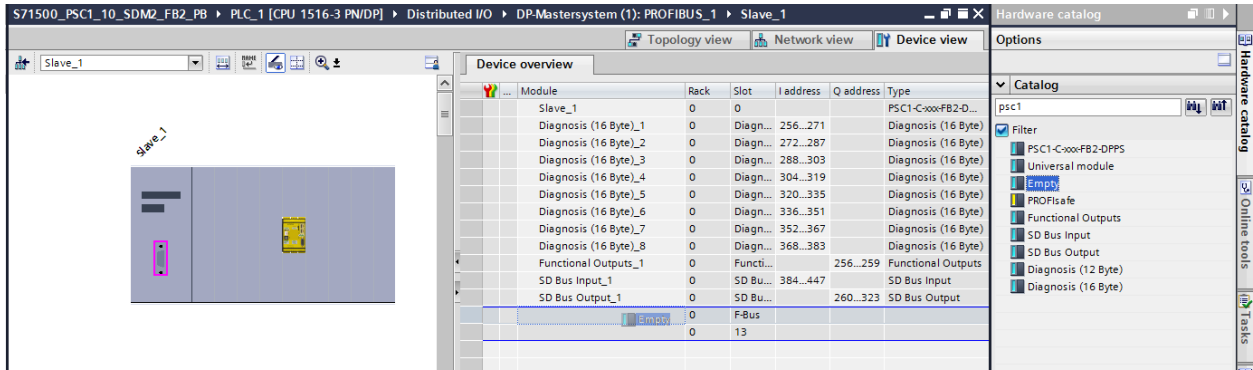 S71500_PSC1_10_SDM2_FB2_PB ▸ PLC_1 [CPU 1516-3 PN/DP] ▸ Distributed I/O ▸ DP-Mastersystem (1): PROFIBUS_1 ▸ Slave_1
Hardware catalog
Topology view Network view Device view
Options
Slave_1
Device overview
... Module Rack Slot I address Q address Type
Slave_1 0 0 PSC1-C-xxx-FB2-D...
Diagnosis (16 Byte)_1 0 Diagn... 256...271 Diagnosis (16 Byte)
Diagnosis (16 Byte)_2 0 Diagn... 272...287 Diagnosis (16 Byte)
Diagnosis (16 Byte)_3 0 Diagn... 288...303 Diagnosis (16 Byte)
Diagnosis (16 Byte)_4 0 Diagn... 304...319 Diagnosis (16 Byte)
Diagnosis (16 Byte)_5 0 Diagn... 320...335 Diagnosis (16 Byte)
Diagnosis (16 Byte)_6 0 Diagn... 336...351 Diagnosis (16 Byte)
Diagnosis (16 Byte)_7 0 Diagn... 352...367 Diagnosis (16 Byte)
Diagnosis (16 Byte)_8 0 Diagn... 368...383 Diagnosis (16 Byte)
Functional Outputs_1 0 Functi... 256...259 Functional Outputs
SD Bus Input_1 0 SD Bu... 384...447 SD Bus Input
SD Bus Output_1 0 SD Bu... 260...323 SD Bus Output
Empty 0 F-Bus
0 13
Slave_1
Catalog
psc1
Filter
PSC1-C-xxx-FB2-DPPS
Universal module
Empty
PROFIsafe
Functional Outputs
SD Bus Input
SD Bus Output
Diagnosis (12 Byte)
Diagnosis (16 Byte)
Hardware catalog
Online tools
Tasks